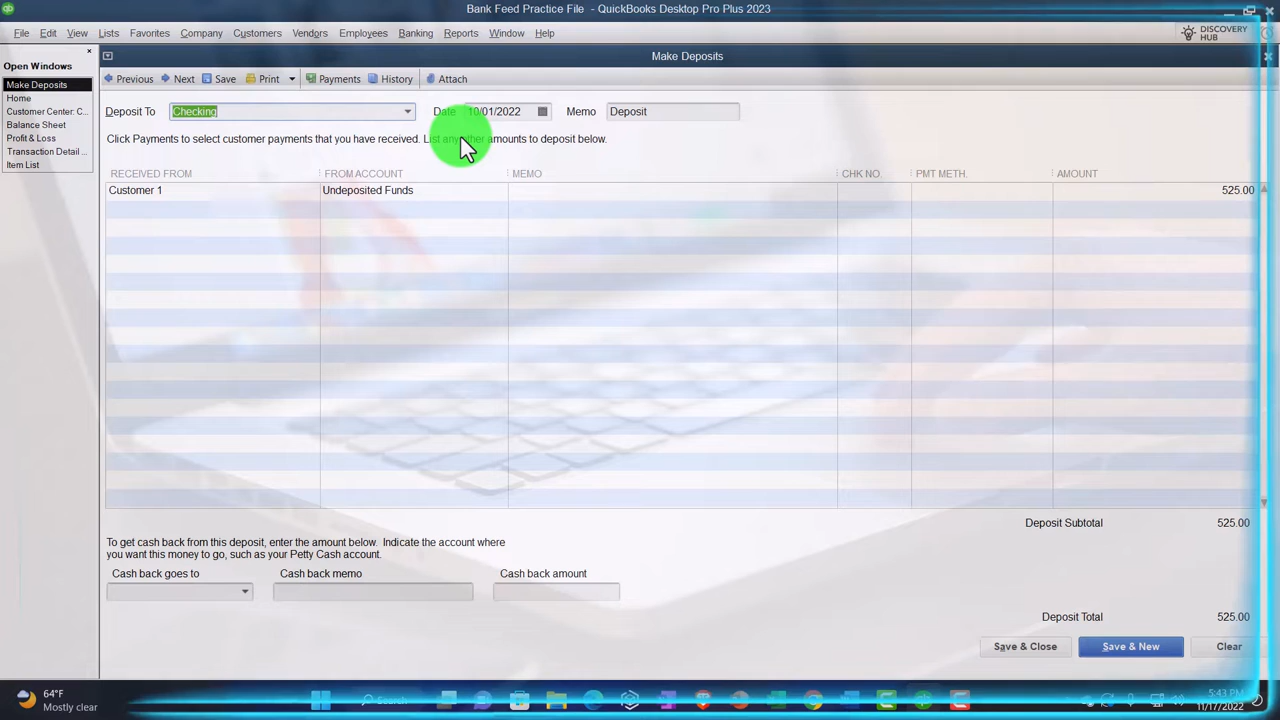 Bank Feed Practice File - QuickBooks Desktop Pro Plus 2023
File Edit View Lists Favorites Company Customers Vendors Employees Banking Reports Window Help
DISCOVERY HUB
Open Windows
Make Deposits
Home
Customer Center: C...
Balance Sheet
Profit & Loss
Transaction Detail ...
Item List
Make Deposits
Previous Next Save Print Payments History Attach
Deposit To Checking Date 10/01/2022 Memo Deposit
Click Payments to select customer payments that you have received. List any other amounts to deposit below.
RECEIVED FROM FROM ACCOUNT MEMO CHK NO. PMT METH. AMOUNT
Customer 1 Undeposited Funds 525.00
Deposit Subtotal 525.00
To get cash back from this deposit, enter the amount below. Indicate the account where
you want this money to go, such as your Petty Cash account.
Cash back goes to Cash back memo Cash back amount
Deposit Total 525.00
Save & Close Save & New Clear
64°F
Mostly clear
Search
5:43 PM
11/17/2022